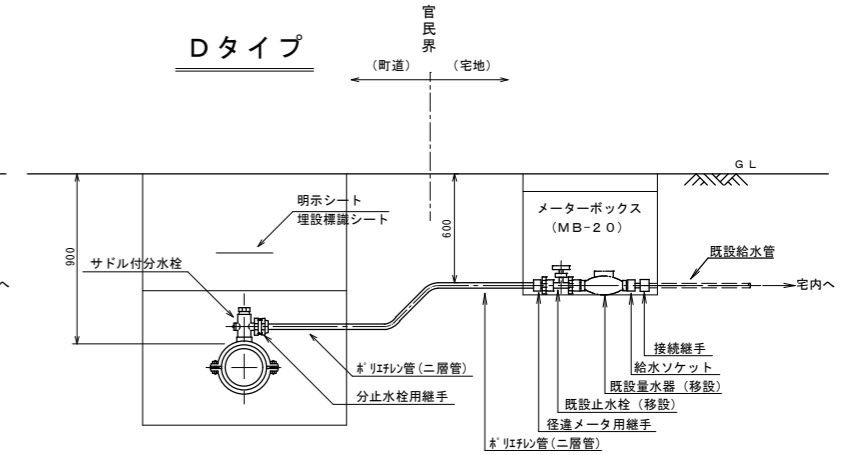 Dタイプ
官民界
(町道)
(宅地)
GL
明示シート
埋設標識シート
900
600
メーターボックス
(MB-20)
サドル付分水栓
既設給水管
へ
宅内へ
接続継手
ポリエチレン管(二層管)
給水ソケット
分止水栓用継手
既設量水器(移設)
既設止水栓(移設)
径違メータ用継手
ポリエチレン管(二層管)